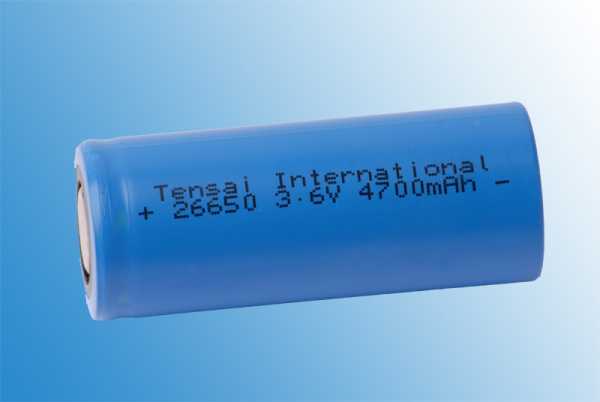 Tensai International
+ 26650 3.6V 4700mAh -